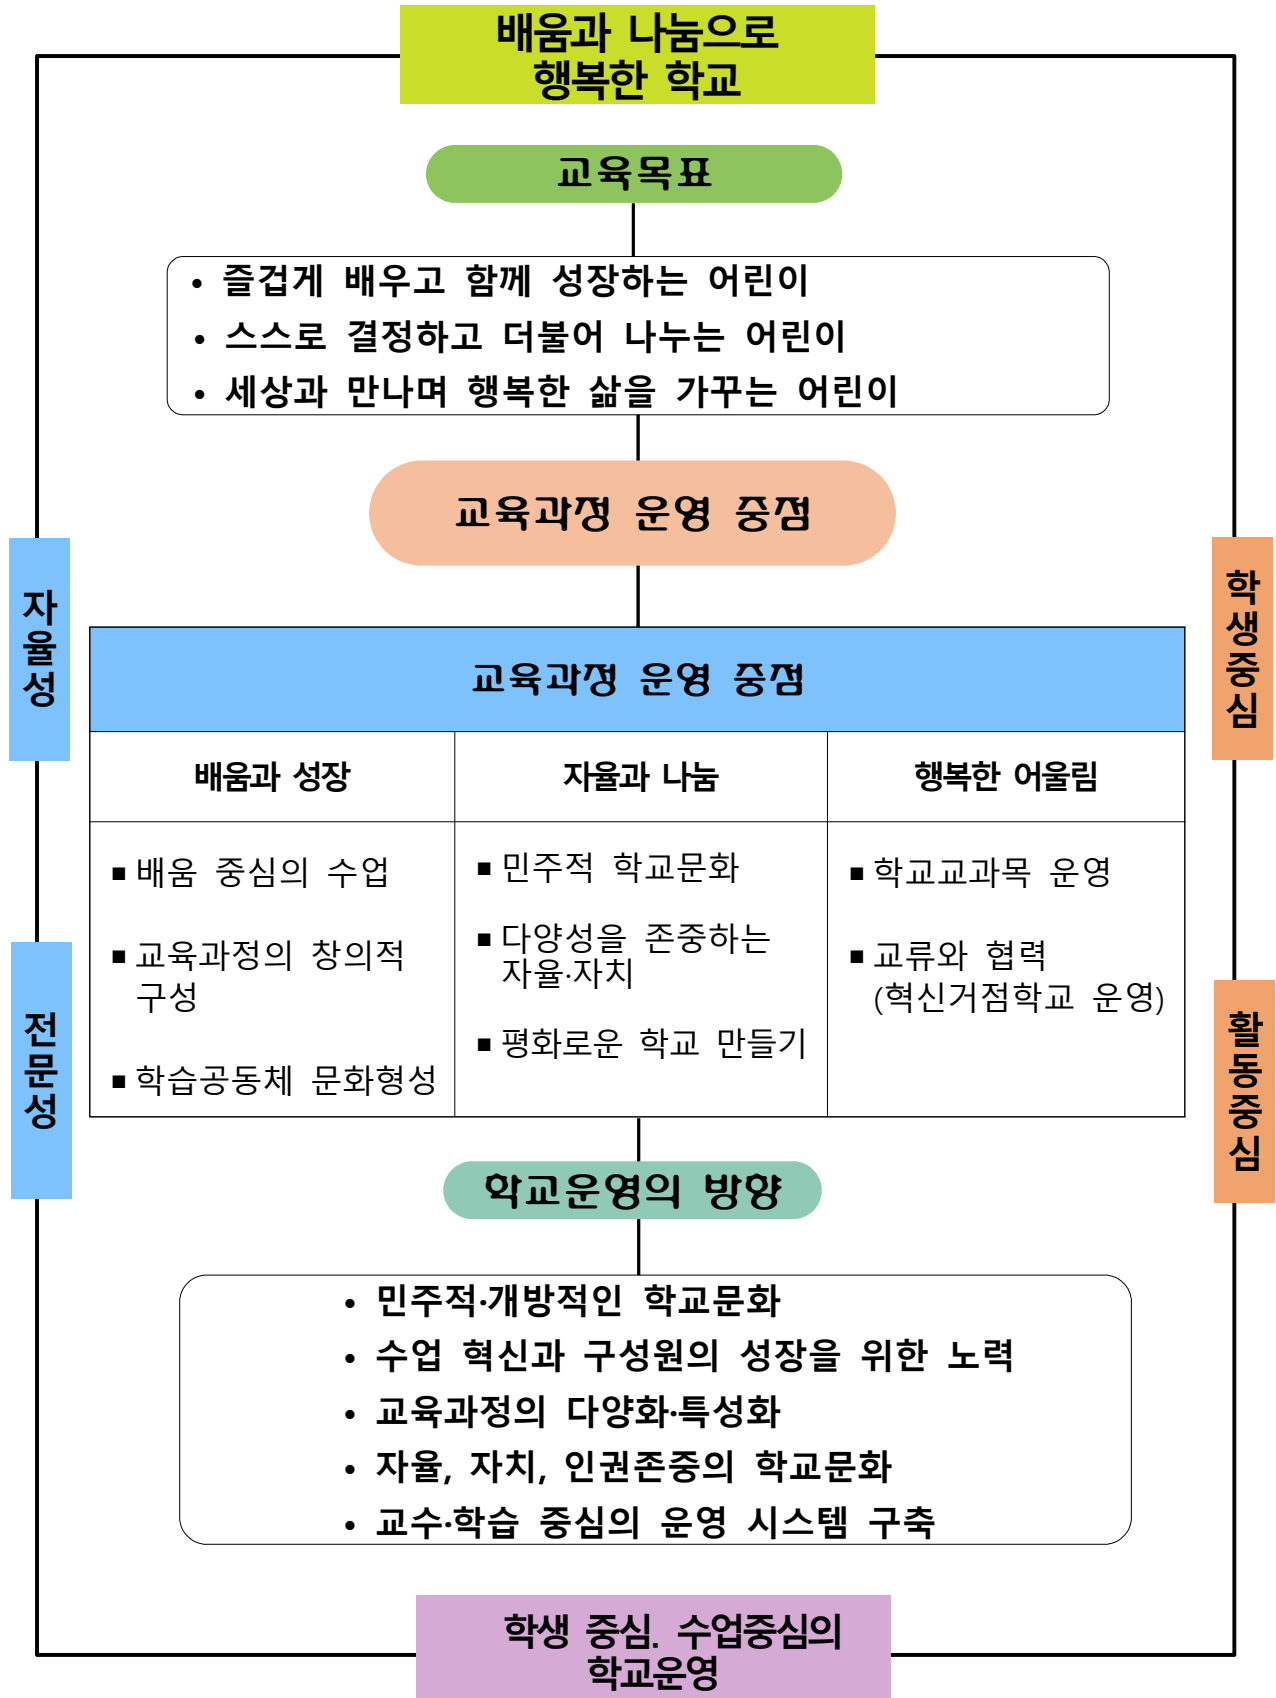 배움과 나눔으로
행복한 학교
교육목표
• 즐겁게 배우고 함께 성장하는 어린이
• 스스로 결정하고 더불어 나누는 어린이
• 세상과 만나며 행복한 삶을 가꾸는 어린이
교육과정 운영 중점
자율성
학생중심
교육과정 운영 중점
배움과 성장
자율과 나눔
행복한 어울림
▪ 배움 중심의 수업
▪ 교육과정의 창의적
구성
▪ 학습공동체 문화형성
▪ 민주적 학교문화
▪ 다양성을 존중하는
자율·자치
▪ 평화로운 학교 만들기
▪ 학교교과목 운영
▪ 교류와 협력
(혁신거점학교 운영)
전문성
활동중심
학교운영의 방향
• 민주적·개방적인 학교문화
• 수업 혁신과 구성원의 성장을 위한 노력
• 교육과정의 다양화·특성화
• 자율, 자치, 인권존중의 학교문화
• 교수·학습 중심의 운영 시스템 구축
학생 중심. 수업중심의
학교운영